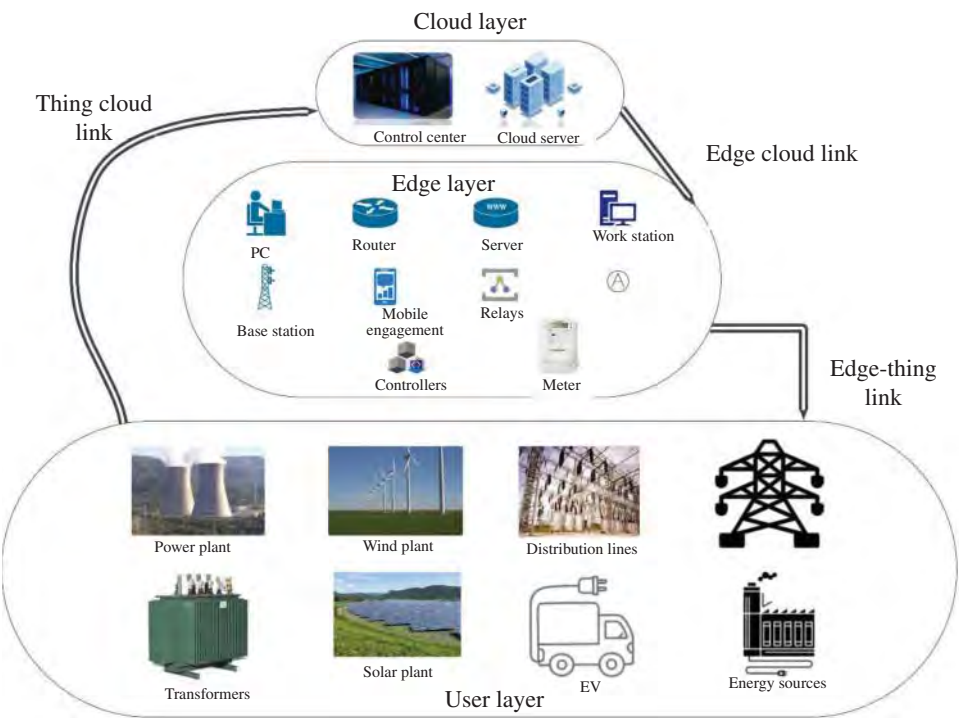 Cloud layer
Thing cloud
link
Control center
Cloud server
Edge cloud link
Edge layer
WWW
PC
Router
Server
Work station
A
Base station
Mobile
engagement
Relays
Controllers
Meter
Edge-thing
link
Power plant
Wind plant
Distribution lines
Transformers
Solar plant
EV
Energy sources
User layer